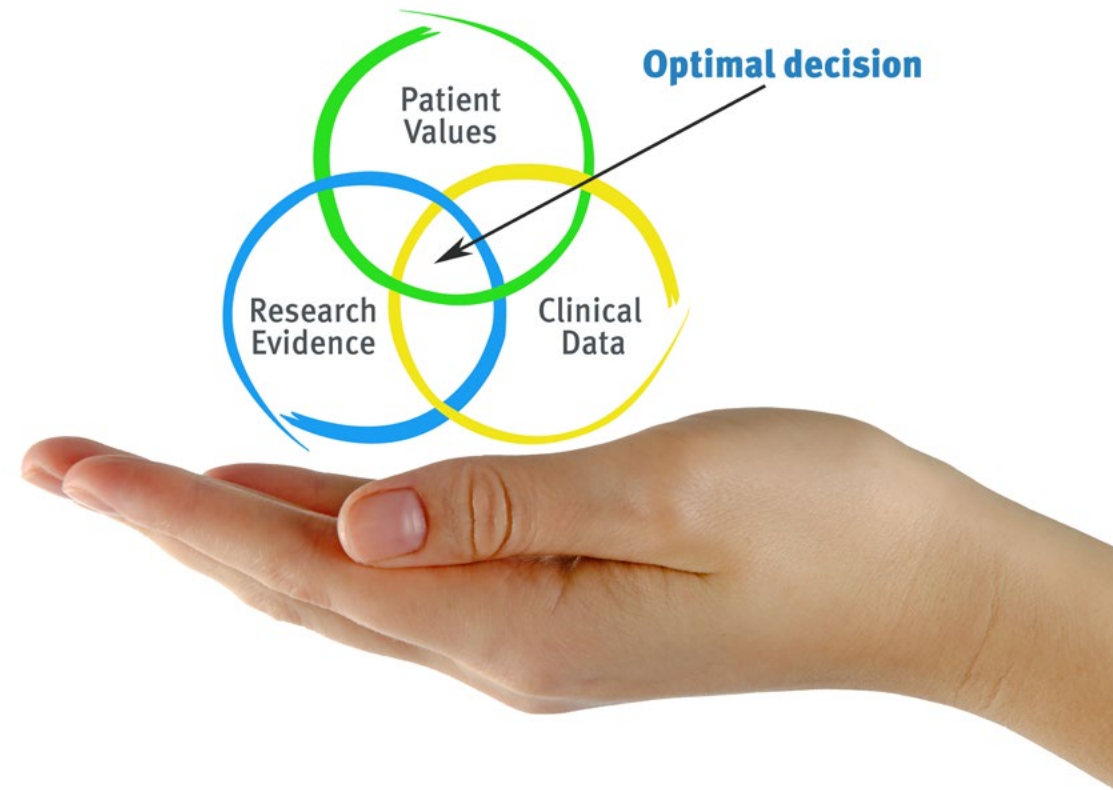 Optimal decision
Patient
Values
Research
Evidence
Clinical
Data